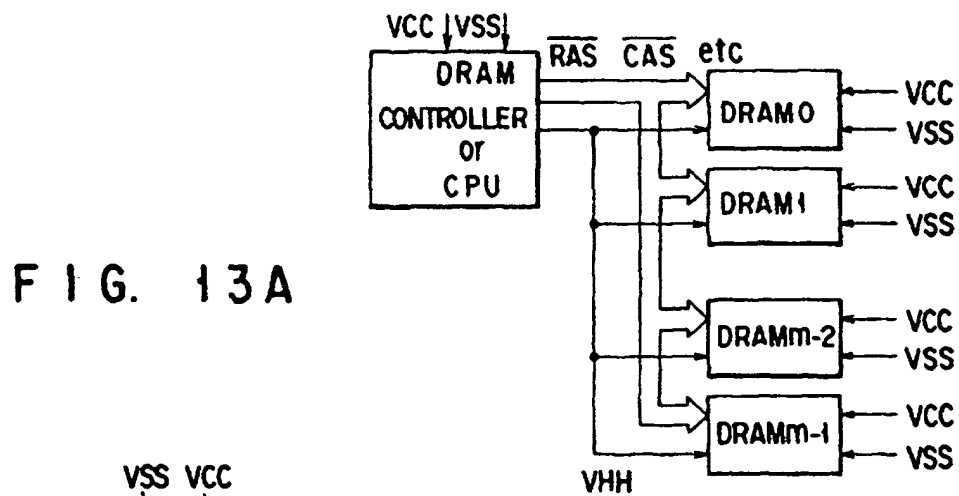 VCC VSS
RAS CAS etc
DRAM
CONTROLLER
or
CPU
DRAM0
VCC
VSS
DRAM1
VCC
VSS
FIG. 13A
DRAMm-2
VCC
VSS
DRAMm-1
VCC
VSS
VHH
VSS VCC